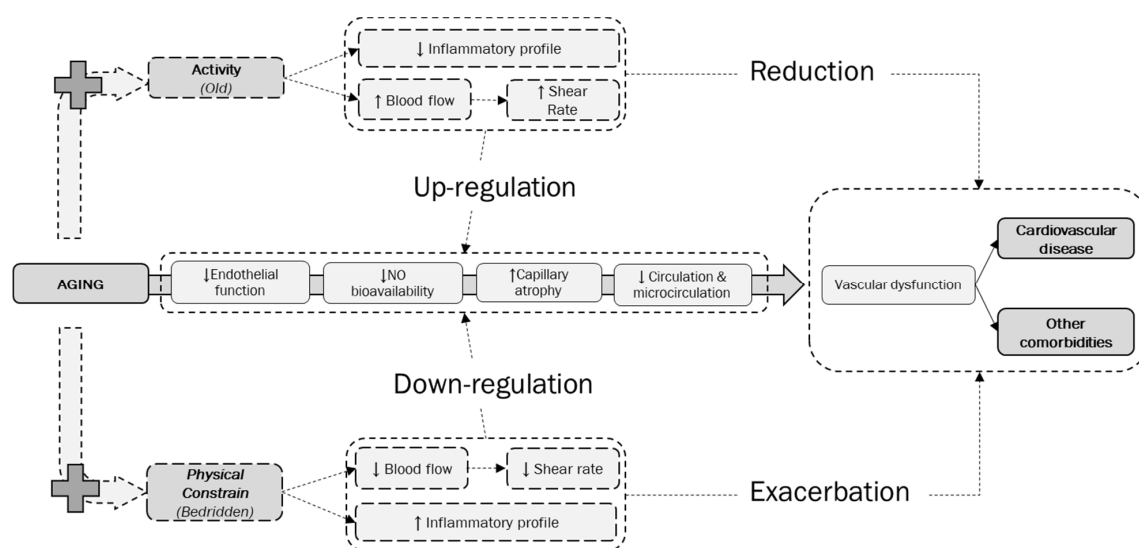 Activity
(Old)
↓ Inflammatory profile
↑ Blood flow
↑ Shear
Rate
Reduction
Up-regulation
AGING
↓Endothelial
function
↓NO
bioavailability
↑Capillary
atrophy
↓ Circulation &
microcirculation
Vascular dysfunction
Cardiovascular
disease
Other
comorbidities
Down-regulation
Physical
Constrain
(Bedridden)
↓ Blood flow
↓ Shear rate
↑ Inflammatory profile
Exacerbation